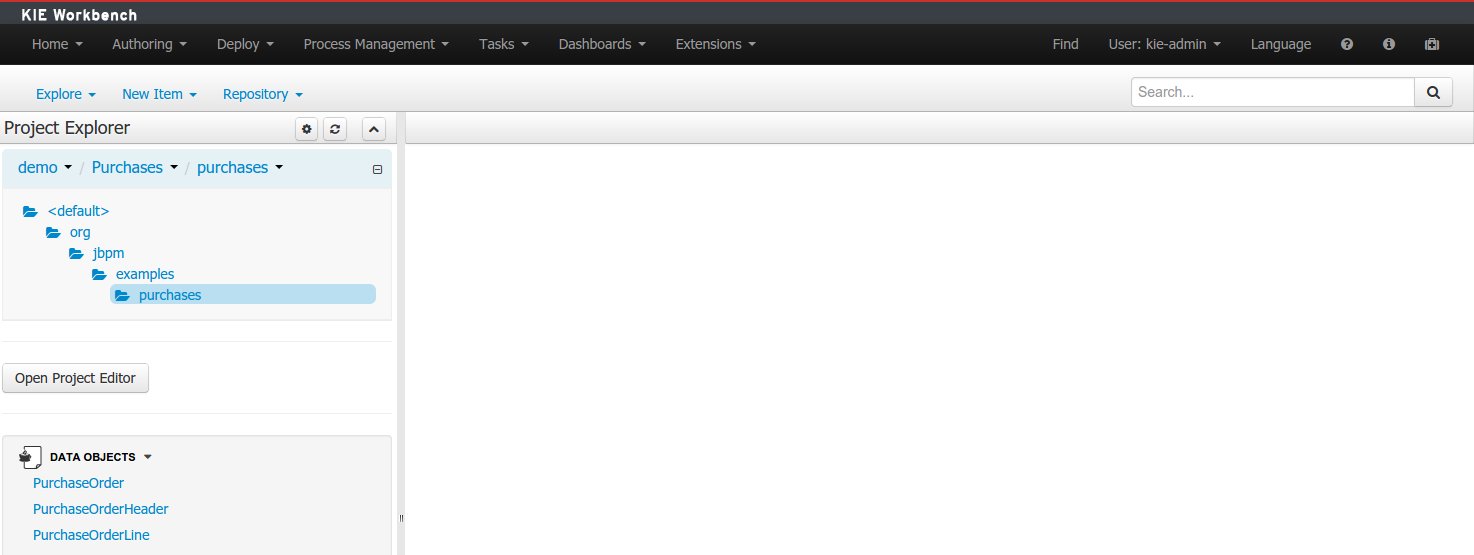 KIE Workbench
Home Authoring Deploy Process Management Tasks Dashboards Extensions Find User: kie-admin Language
Explore New Item Repository Search...
Project Explorer
demo / Purchases / purchases
<default>
org
jbpm
examples
purchases
Open Project Editor
DATA OBJECTS
PurchaseOrder
PurchaseOrderHeader
PurchaseOrderLine